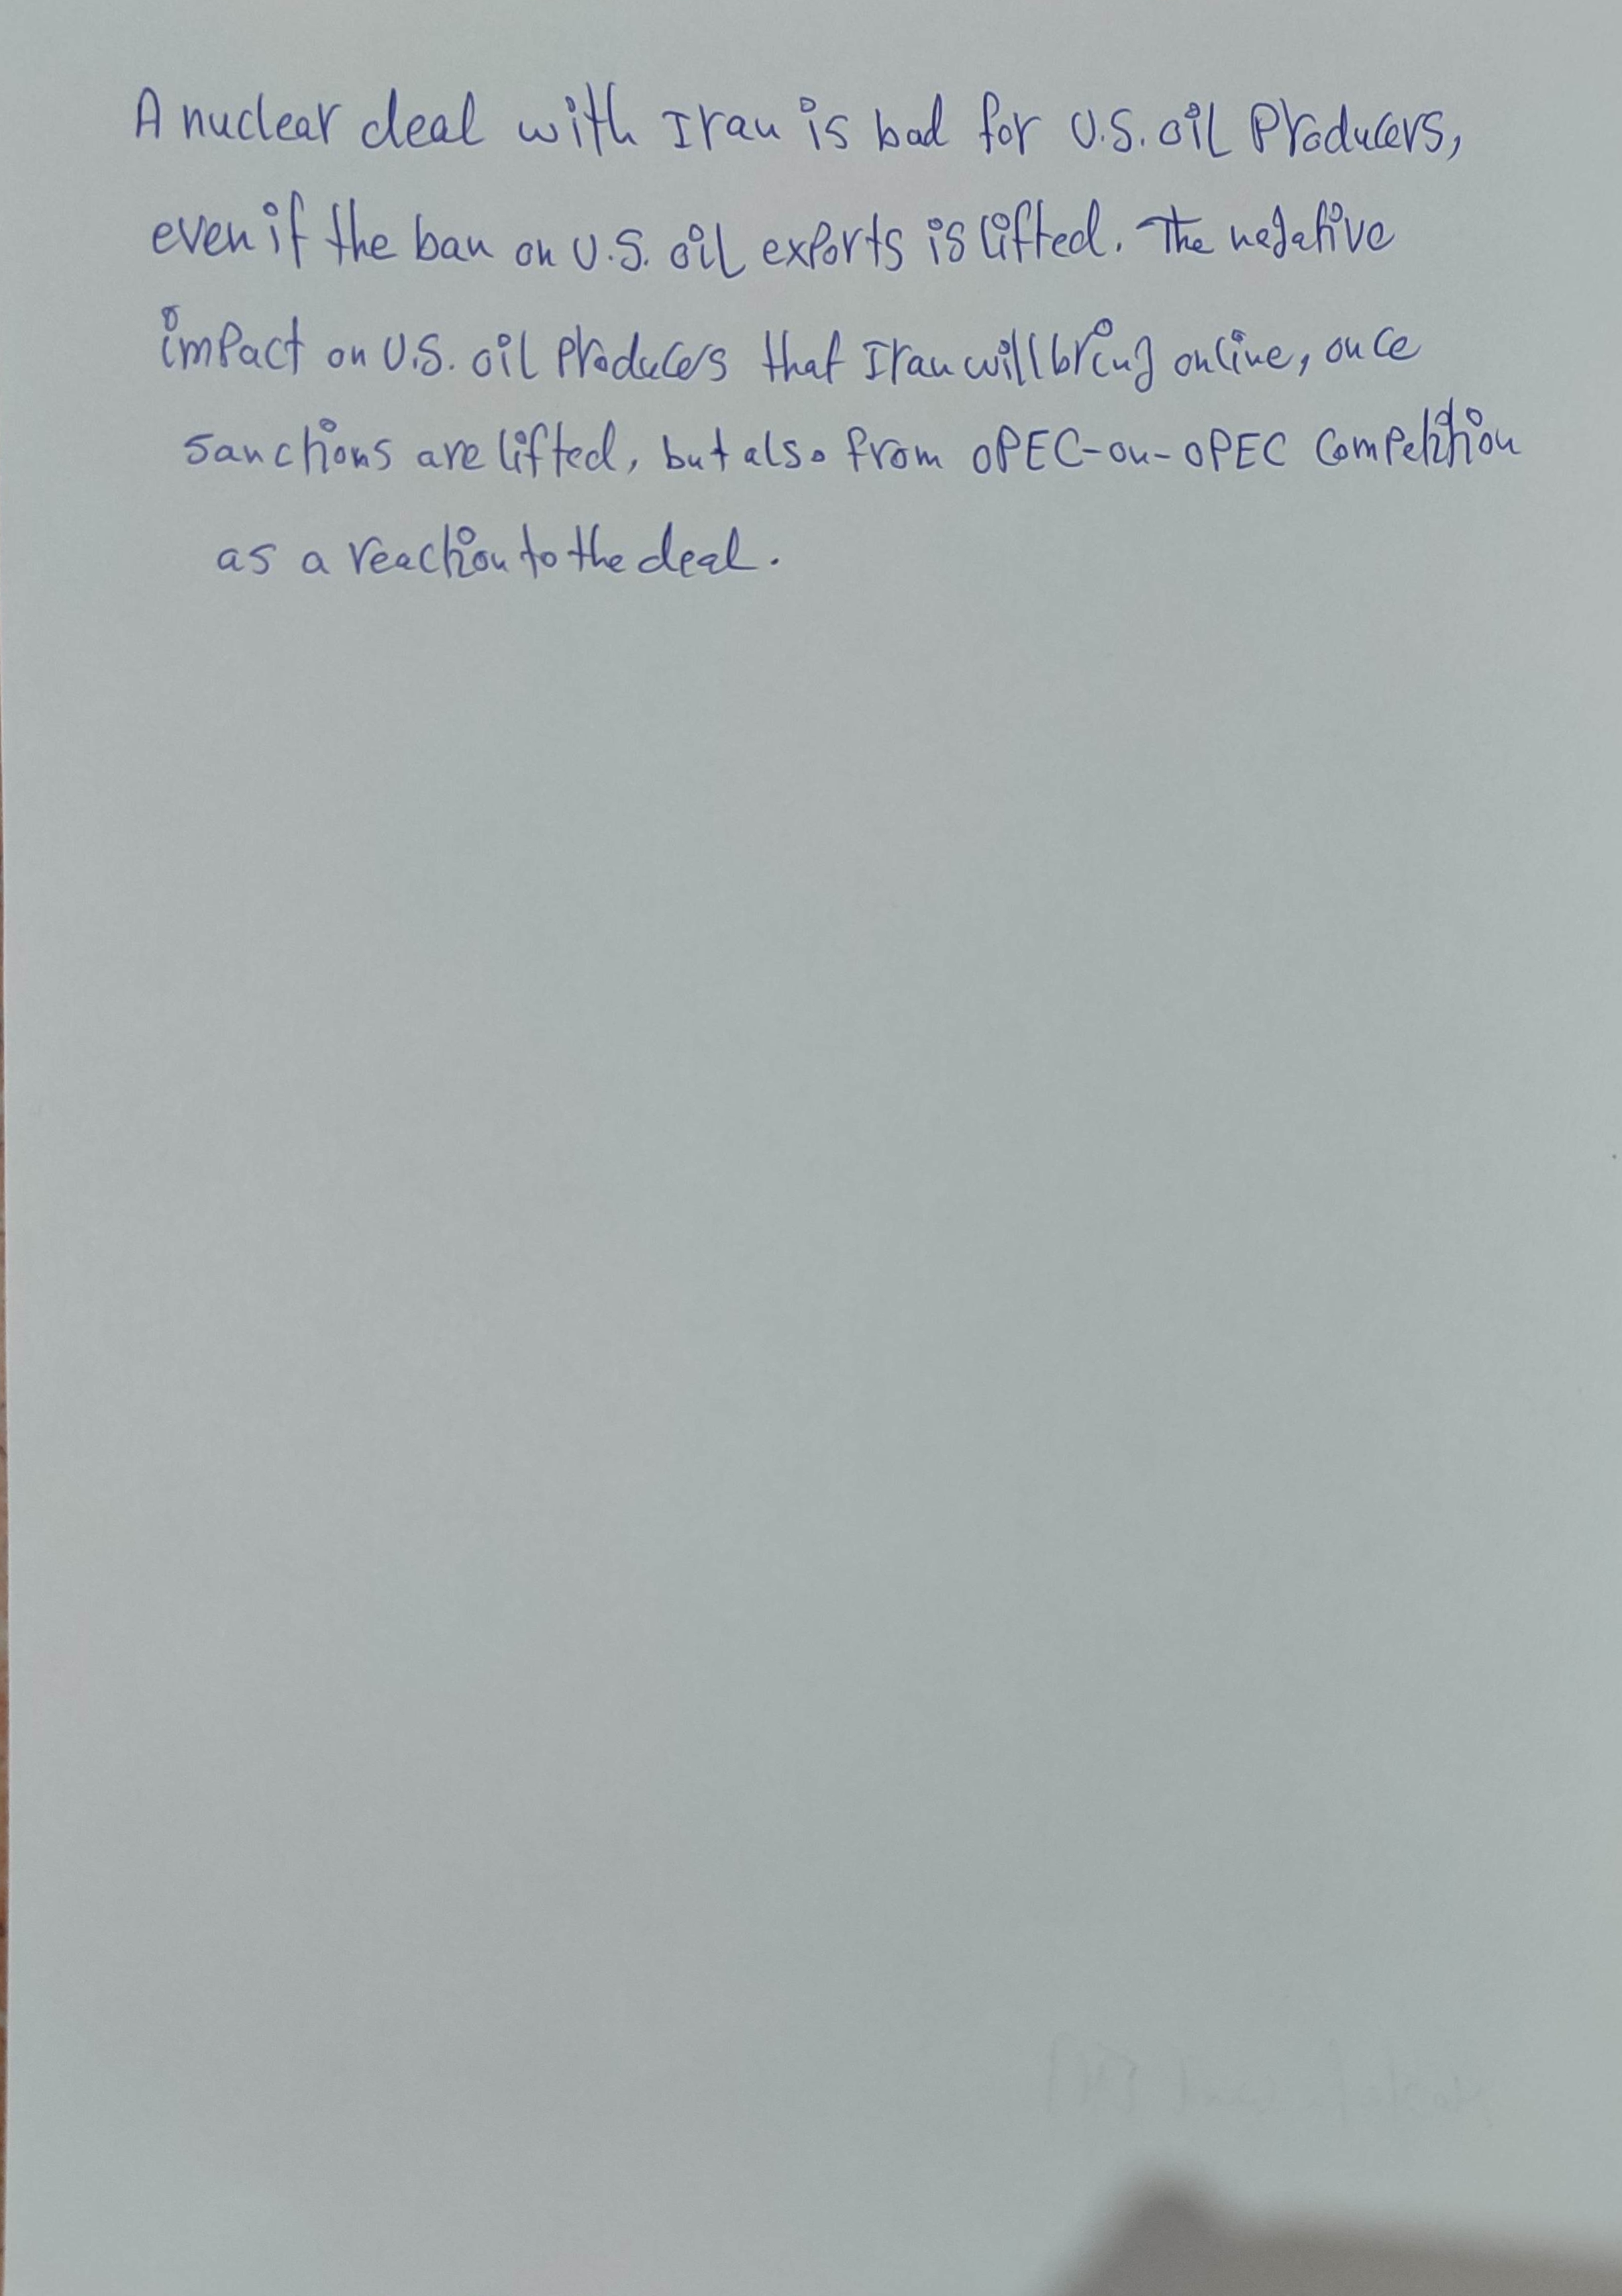 A nuclear deal with Iran is bad for U.S. oil Producers,
even if the ban on U.S. oil exports is lifted. The negative
impact on U.S. oil Producers that Iran will bring online, once
sanctions are lifted, but also from OPEC-on-OPEC Competition
as a reaction to the deal.